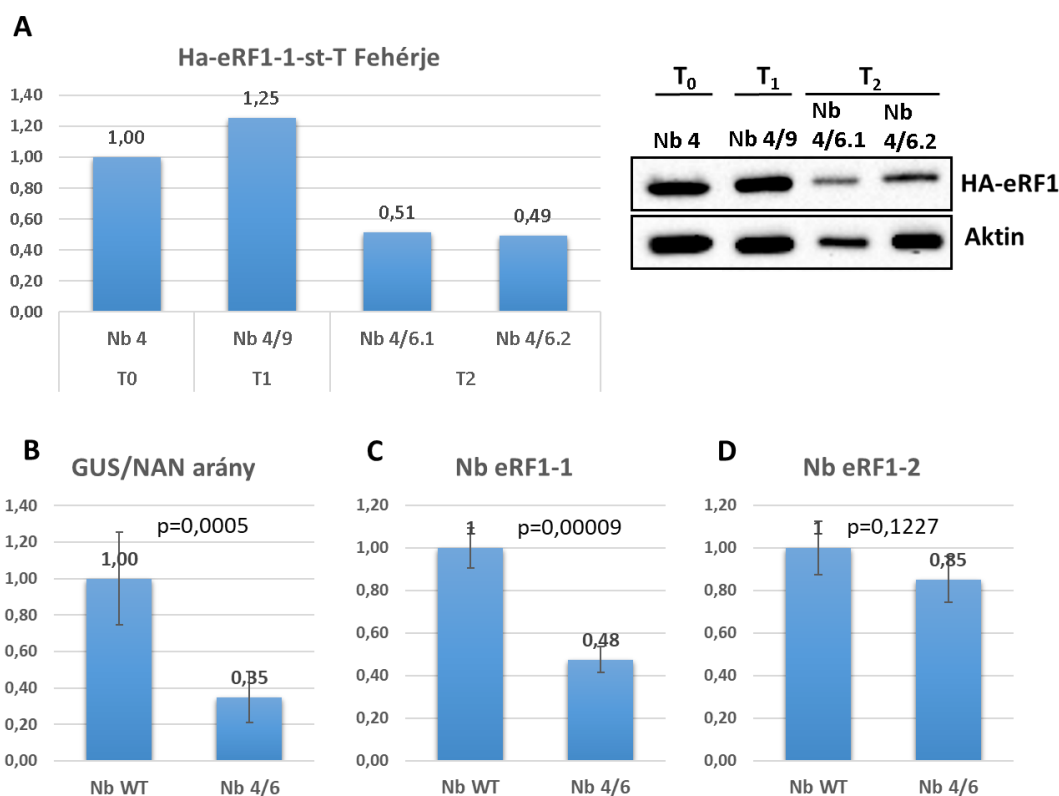 A
Ha-eRF1-1-st-T Fehérje
1,40
1,20
1,00
0,80
0,60
0,40
0,20
0,00
1,00
1,25
0,51
0,49
Nb 4
Nb 4/9
Nb 4/6.1
Nb 4/6.2
T0
T1
T2
T0
T1
T2
Nb 4
Nb 4/9
Nb
4/6.1
Nb
4/6.2
HA-eRF1
Aktin
B
GUS/NAN arány
1,40
1,20
1,00
0,80
0,60
0,40
0,20
0,00
p=0,0005
1,00
0,35
Nb WT
Nb 4/6
C
Nb eRF1-1
1,20
1,00
0,80
0,60
0,40
0,20
0,00
p=0,00009
1
0,48
Nb WT
Nb 4/6
D
Nb eRF1-2
1,20
1,00
0,80
0,60
0,40
0,20
0,00
p=0,1227
1
0,85
Nb WT
Nb 4/6